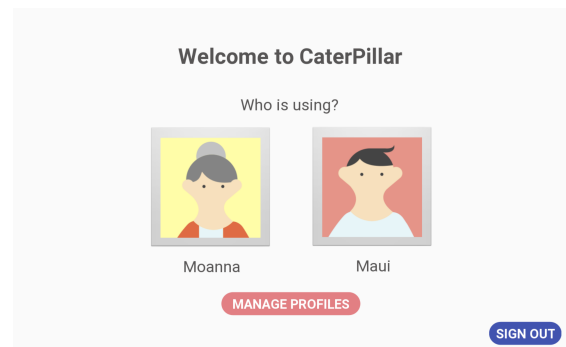 Welcome to CaterPillar
Who is using?
Moanna
Maui
MANAGE PROFILES
SIGN OUT